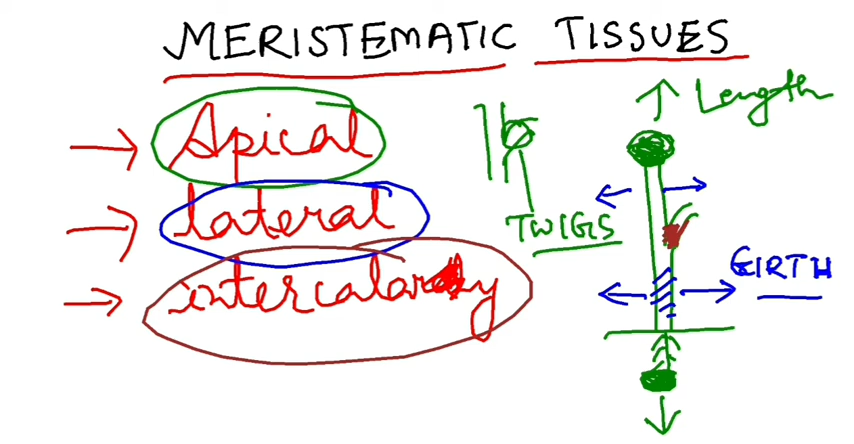 MERISTEMATIC TISSUES
Length
Apical
lateral
TWIGS
GIRTH
intercalary